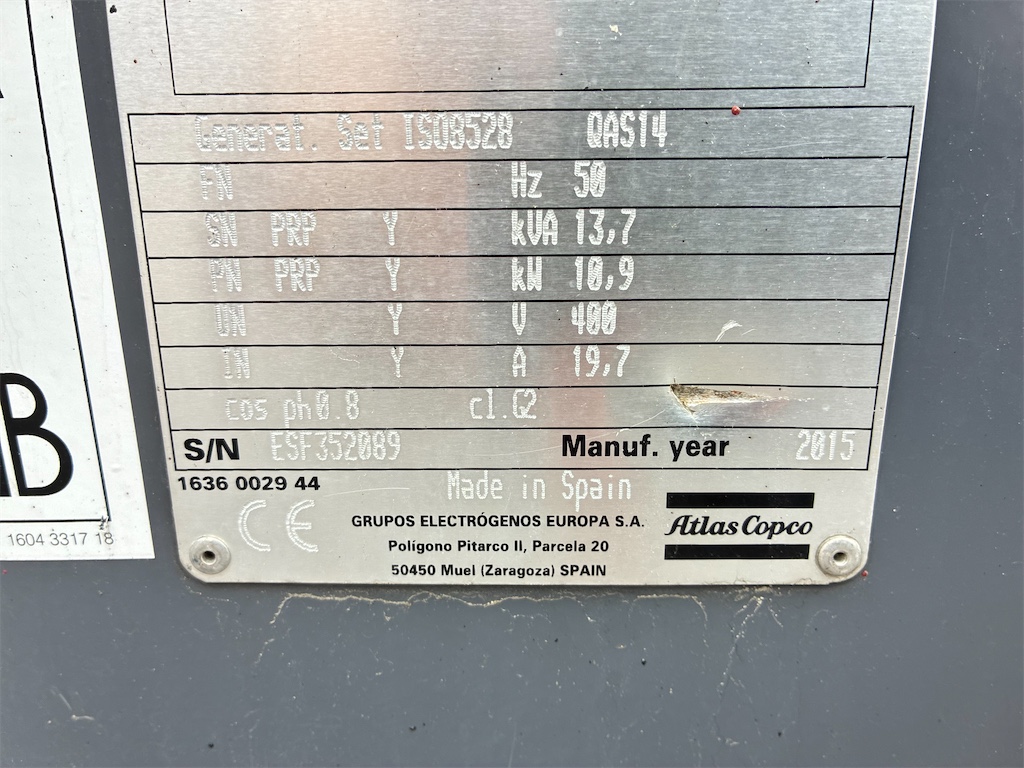 Generat. Set ISO8528 QAS14
FN Hz 50
SN PRP Y kVA 13,7
PN PRP Y kW 10,9
UN Y V 400
IN Y A 19,7
cos ph0.8 cl.G2
S/N ESF352089 Manuf. year 2015
1636 0029 44 Made in Spain
CE GRUPOS ELECTRÓGENOS EUROPA S.A.
Polígono Pitarco II, Parcela 20
50450 Muel (Zaragoza) SPAIN
Atlas Copco
B
1604 3317 18